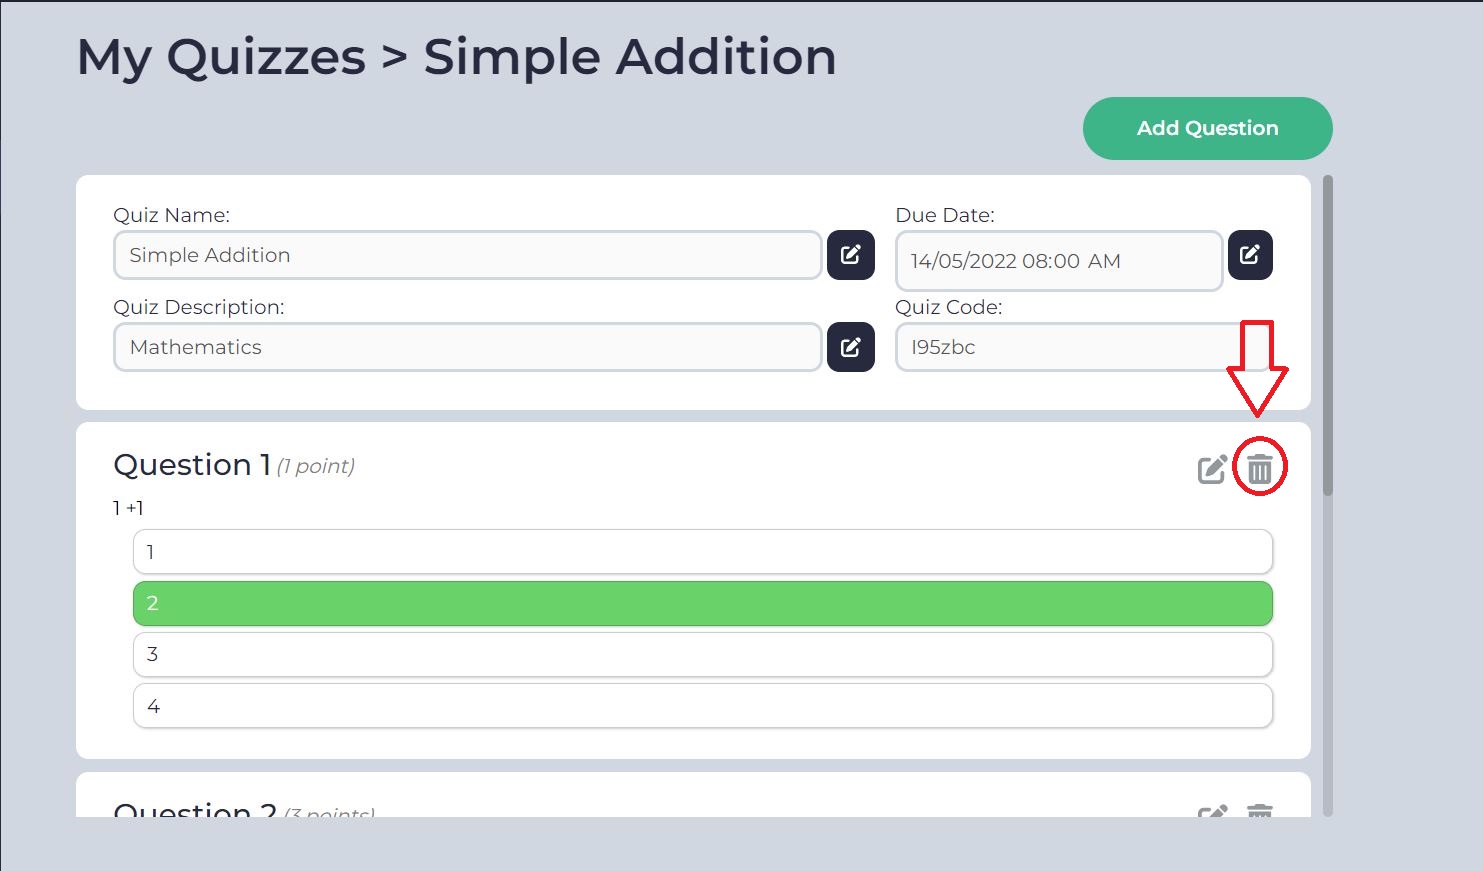 My Quizzes > Simple Addition
Add Question
Quiz Name:
Simple Addition
Due Date:
14/05/2022 08:00 AM
Quiz Description:
Mathematics
Quiz Code:
I95zbc
Question 1 (1 point)
1 +1
1
2
3
4
Question 2 (3 points)